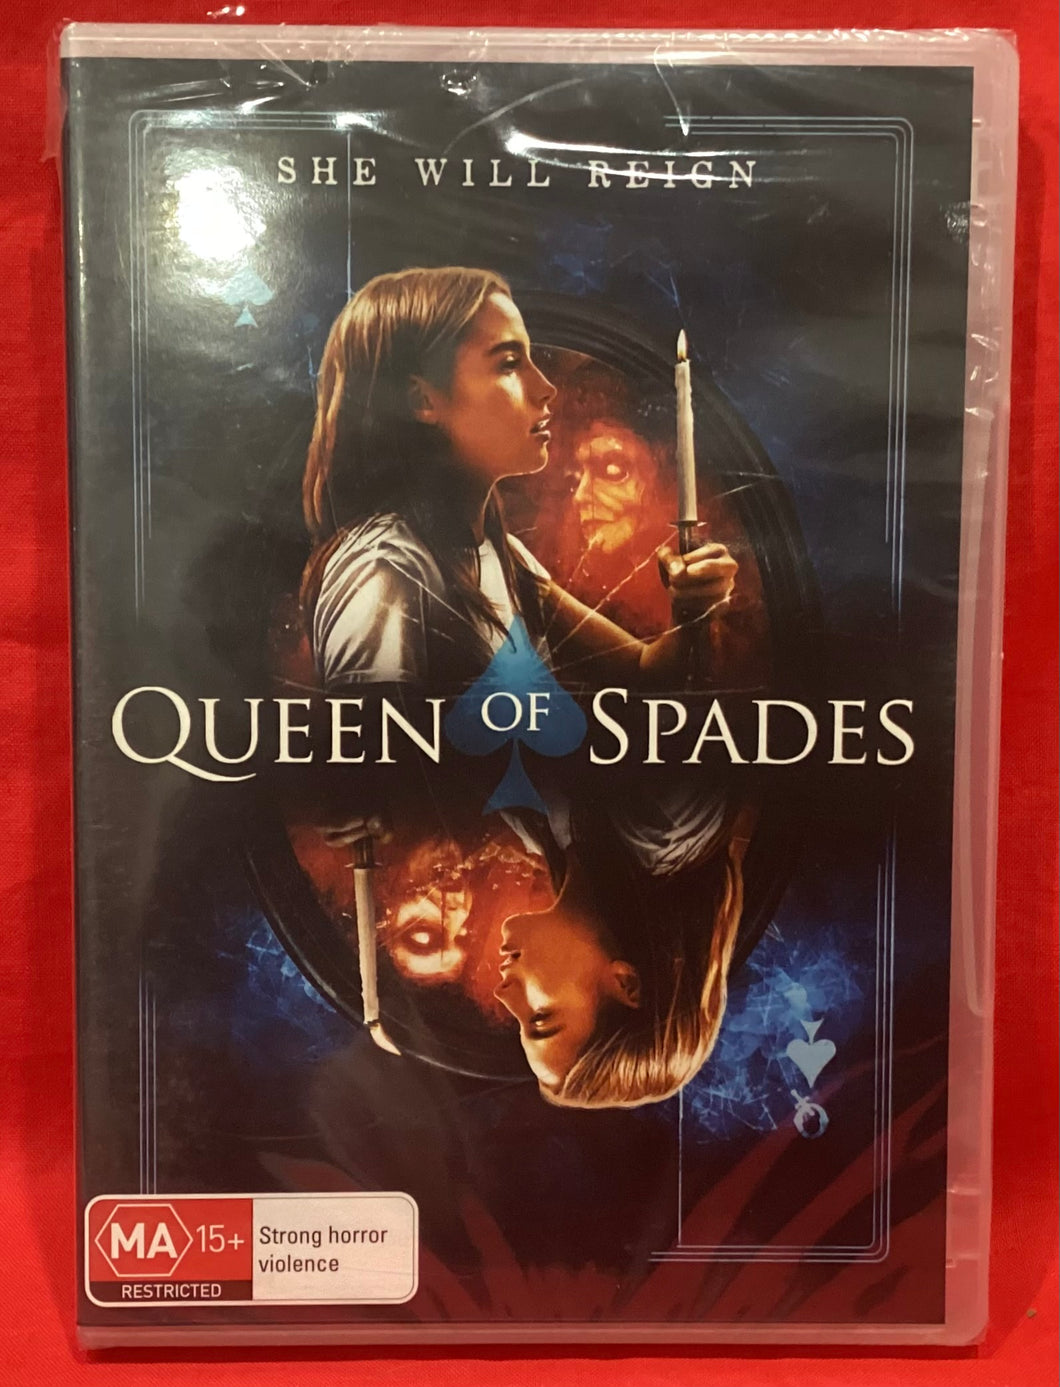 SHE WILL REIGN
QUEEN OF SPADES
Q
MA 15+
RESTRICTED
Strong horror
violence